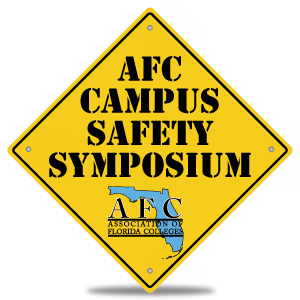 AFC
CAMPUS
SAFETY
SYMPOSIUM
AFC
ASSOCIATION OF
FLORIDA COLLEGES